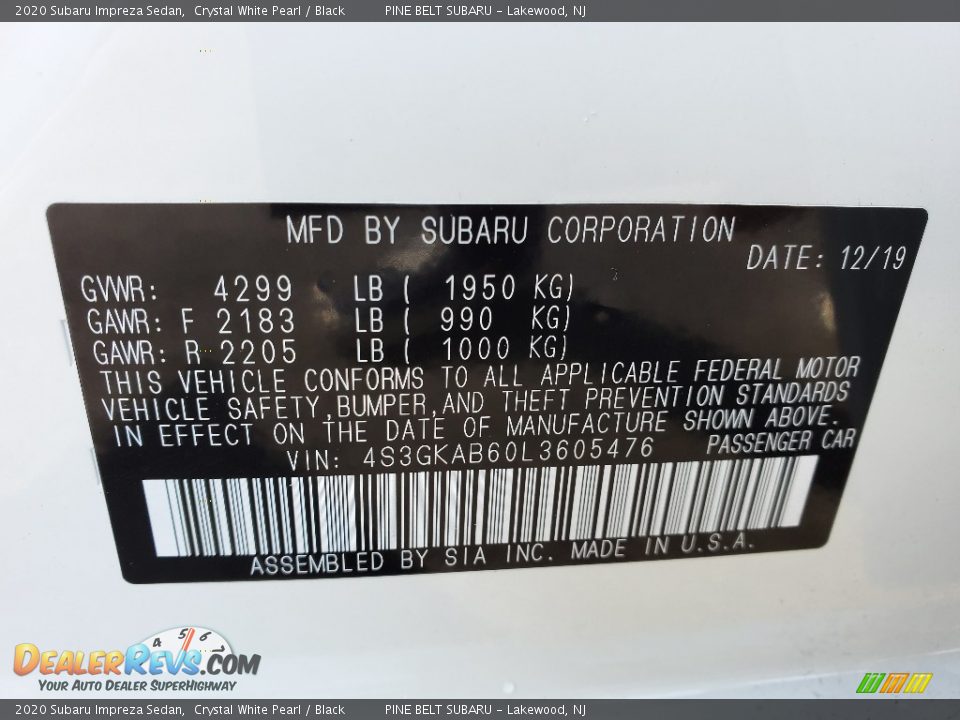 2020 Subaru Impreza Sedan, Crystal White Pearl / Black PINE BELT SUBARU - Lakewood, NJ
MFD BY SUBARU CORPORATION
DATE: 12/19
GVWR: 4299 LB ( 1950 KG)
GAWR: F 2183 LB ( 990 KG)
GAWR: R 2205 LB ( 1000 KG)
THIS VEHICLE CONFORMS TO ALL APPLICABLE FEDERAL MOTOR
VEHICLE SAFETY,BUMPER,AND THEFT PREVENTION STANDARDS
IN EFFECT ON THE DATE OF MANUFACTURE SHOWN ABOVE.
VIN: 4S3GKAB60L3605476 PASSENGER CAR
ASSEMBLED BY SIA INC. MADE IN U.S.A.
4 5 6 7
DEALERREVS.COM
YOUR AUTO DEALER SUPERHIGHWAY
2020 Subaru Impreza Sedan, Crystal White Pearl / Black PINE BELT SUBARU - Lakewood, NJ